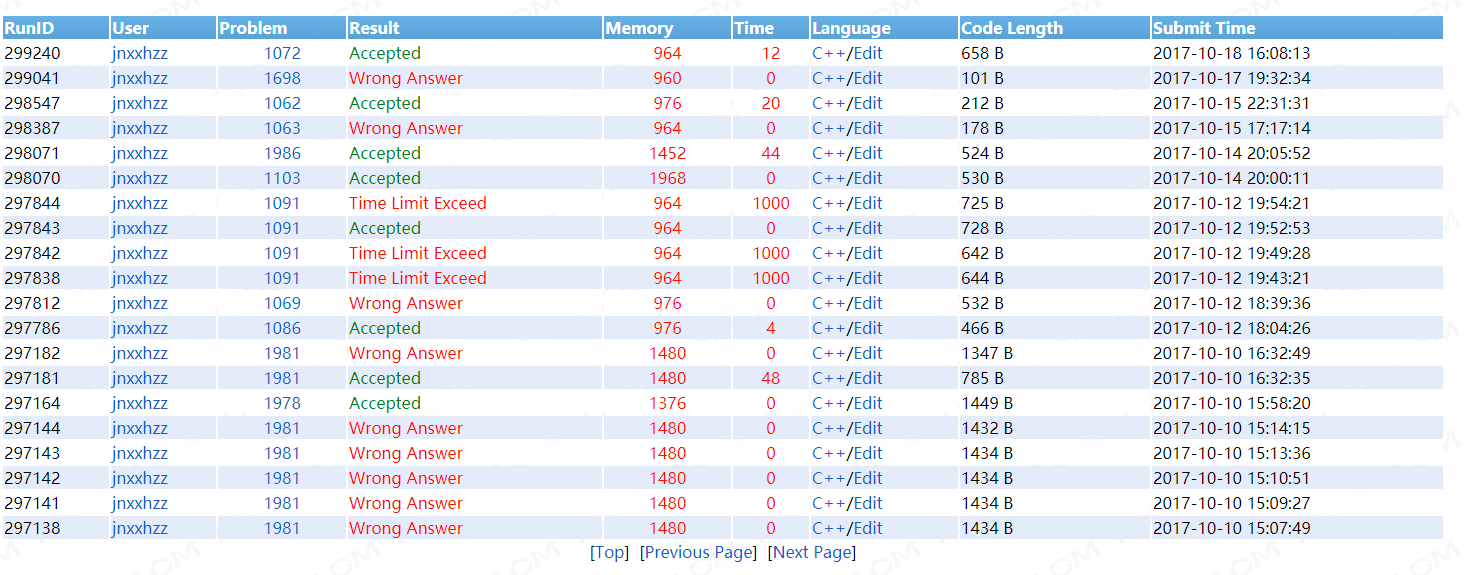 RunID User Problem Result Memory Time Language Code Length Submit Time
299240 jnxxhzz 1072 Accepted 964 12 C++/Edit 658 B 2017-10-18 16:08:13
299041 jnxxhzz 1698 Wrong Answer 960 0 C++/Edit 101 B 2017-10-17 19:32:34
298547 jnxxhzz 1062 Accepted 976 20 C++/Edit 212 B 2017-10-15 22:31:31
298387 jnxxhzz 1063 Wrong Answer 964 0 C++/Edit 178 B 2017-10-15 17:17:14
298071 jnxxhzz 1986 Accepted 1452 44 C++/Edit 524 B 2017-10-14 20:05:52
298070 jnxxhzz 1103 Accepted 1968 0 C++/Edit 530 B 2017-10-14 20:00:11
297844 jnxxhzz 1091 Time Limit Exceed 964 1000 C++/Edit 725 B 2017-10-12 19:54:21
297843 jnxxhzz 1091 Accepted 964 0 C++/Edit 728 B 2017-10-12 19:52:53
297842 jnxxhzz 1091 Time Limit Exceed 964 1000 C++/Edit 642 B 2017-10-12 19:49:28
297838 jnxxhzz 1091 Time Limit Exceed 964 1000 C++/Edit 644 B 2017-10-12 19:43:21
297812 jnxxhzz 1069 Wrong Answer 976 0 C++/Edit 532 B 2017-10-12 18:39:36
297786 jnxxhzz 1086 Accepted 976 4 C++/Edit 466 B 2017-10-12 18:04:26
297182 jnxxhzz 1981 Wrong Answer 1480 0 C++/Edit 1347 B 2017-10-10 16:32:49
297181 jnxxhzz 1981 Accepted 1480 48 C++/Edit 785 B 2017-10-10 16:32:35
297164 jnxxhzz 1978 Accepted 1376 0 C++/Edit 1449 B 2017-10-10 15:58:20
297144 jnxxhzz 1981 Wrong Answer 1480 0 C++/Edit 1432 B 2017-10-10 15:14:15
297143 jnxxhzz 1981 Wrong Answer 1480 0 C++/Edit 1434 B 2017-10-10 15:13:36
297142 jnxxhzz 1981 Wrong Answer 1480 0 C++/Edit 1434 B 2017-10-10 15:10:51
297141 jnxxhzz 1981 Wrong Answer 1480 0 C++/Edit 1434 B 2017-10-10 15:09:27
297138 jnxxhzz 1981 Wrong Answer 1480 0 C++/Edit 1434 B 2017-10-10 15:07:49
[Top] [Previous Page] [Next Page]